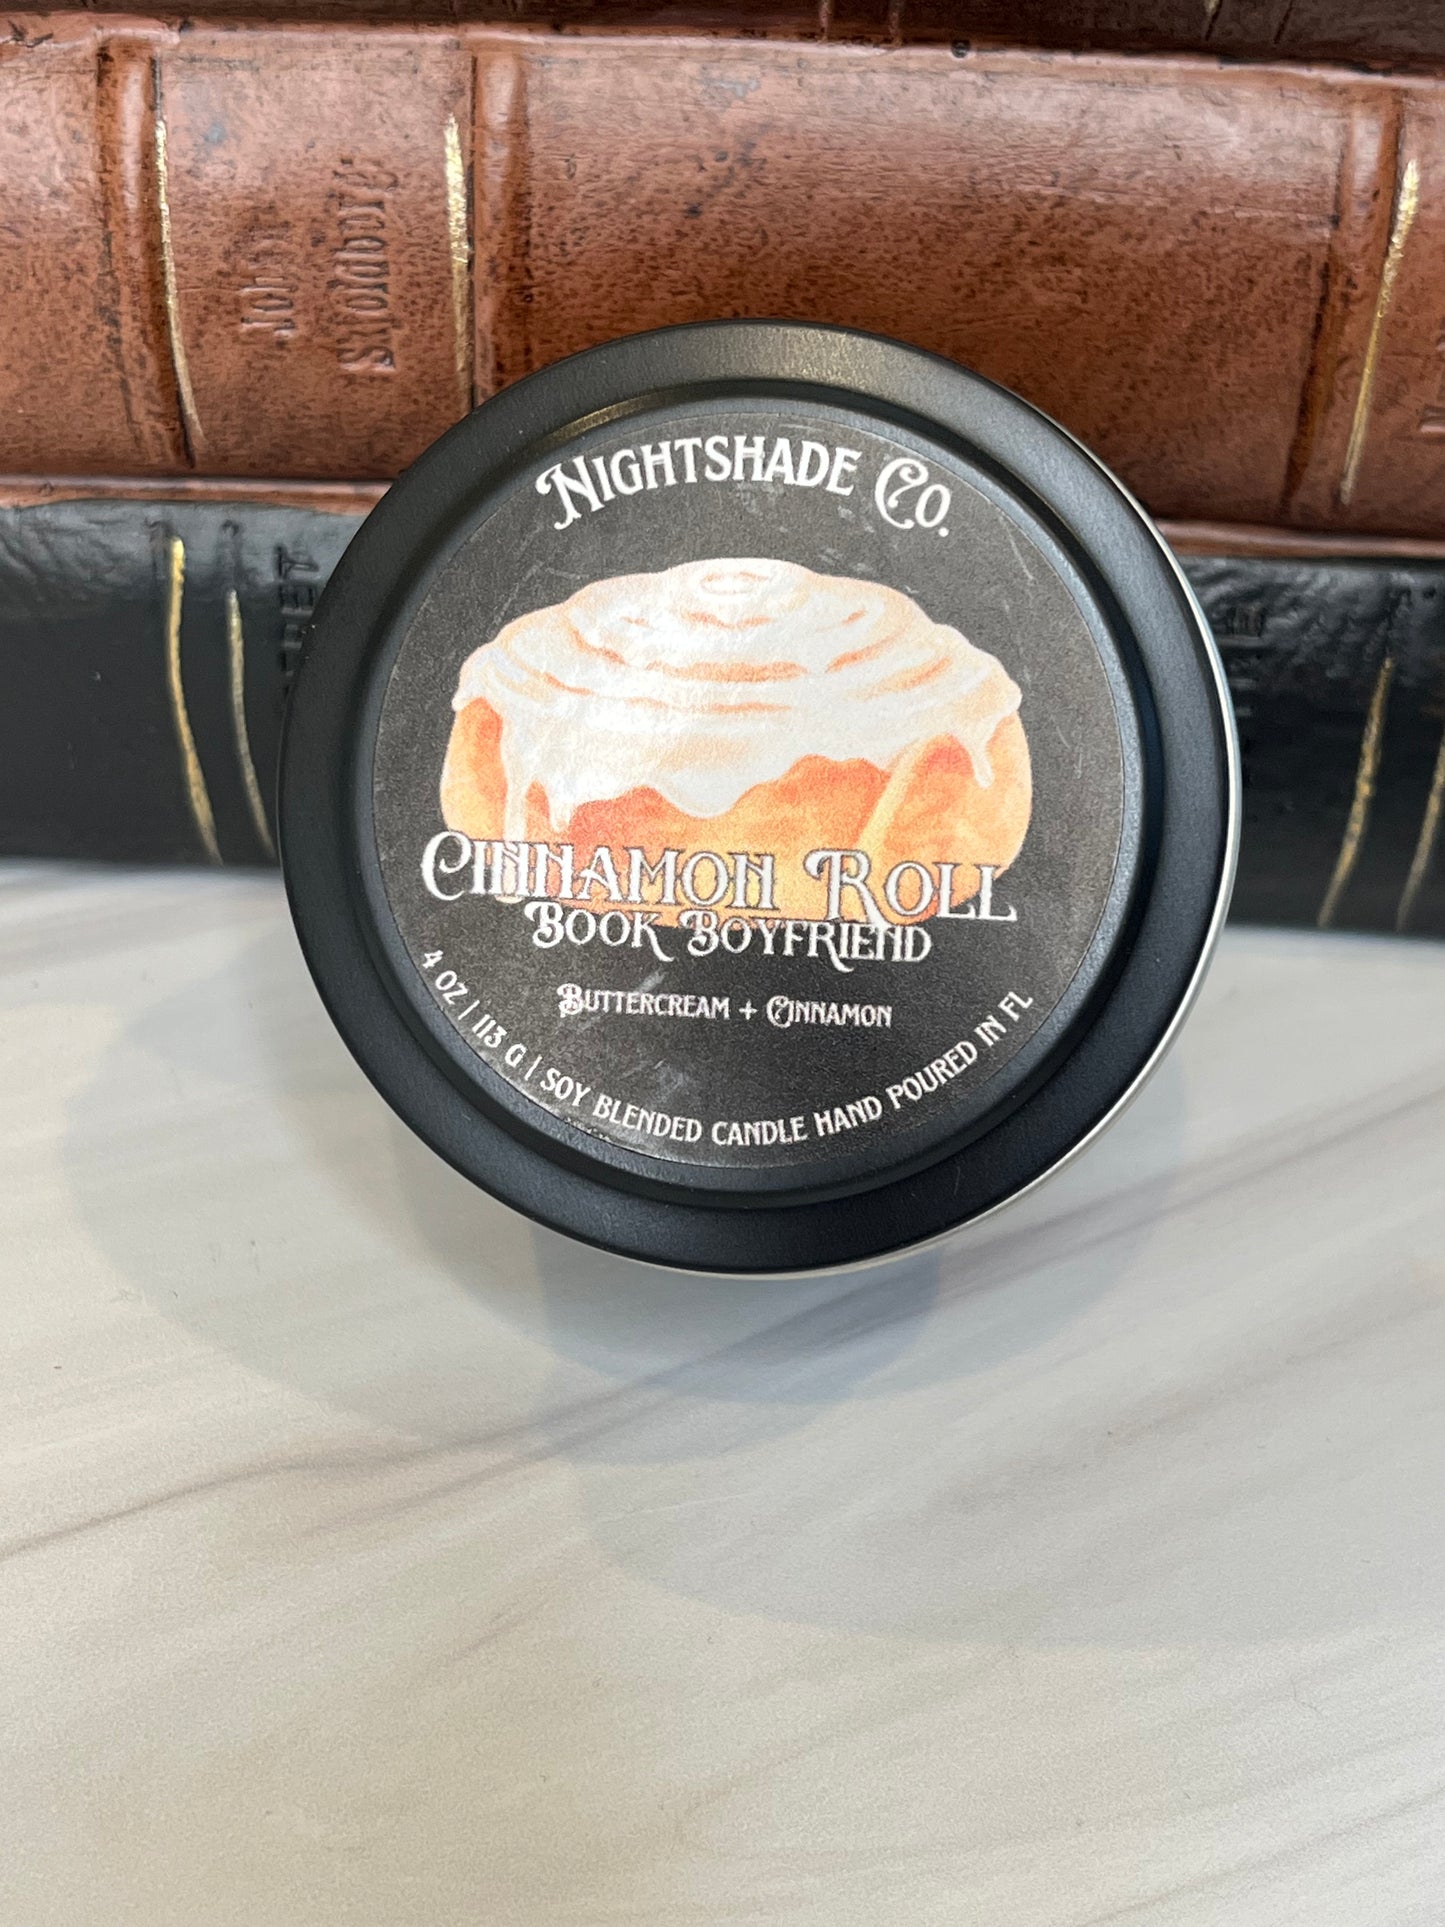 NIGHTSHADE CO.
CINNAMON ROLL
BOOK BOYFRIEND
BUTTERCREAM + CINNAMON
4 OZ | 113 G | SOY BLENDED CANDLE HAND POURED IN FL